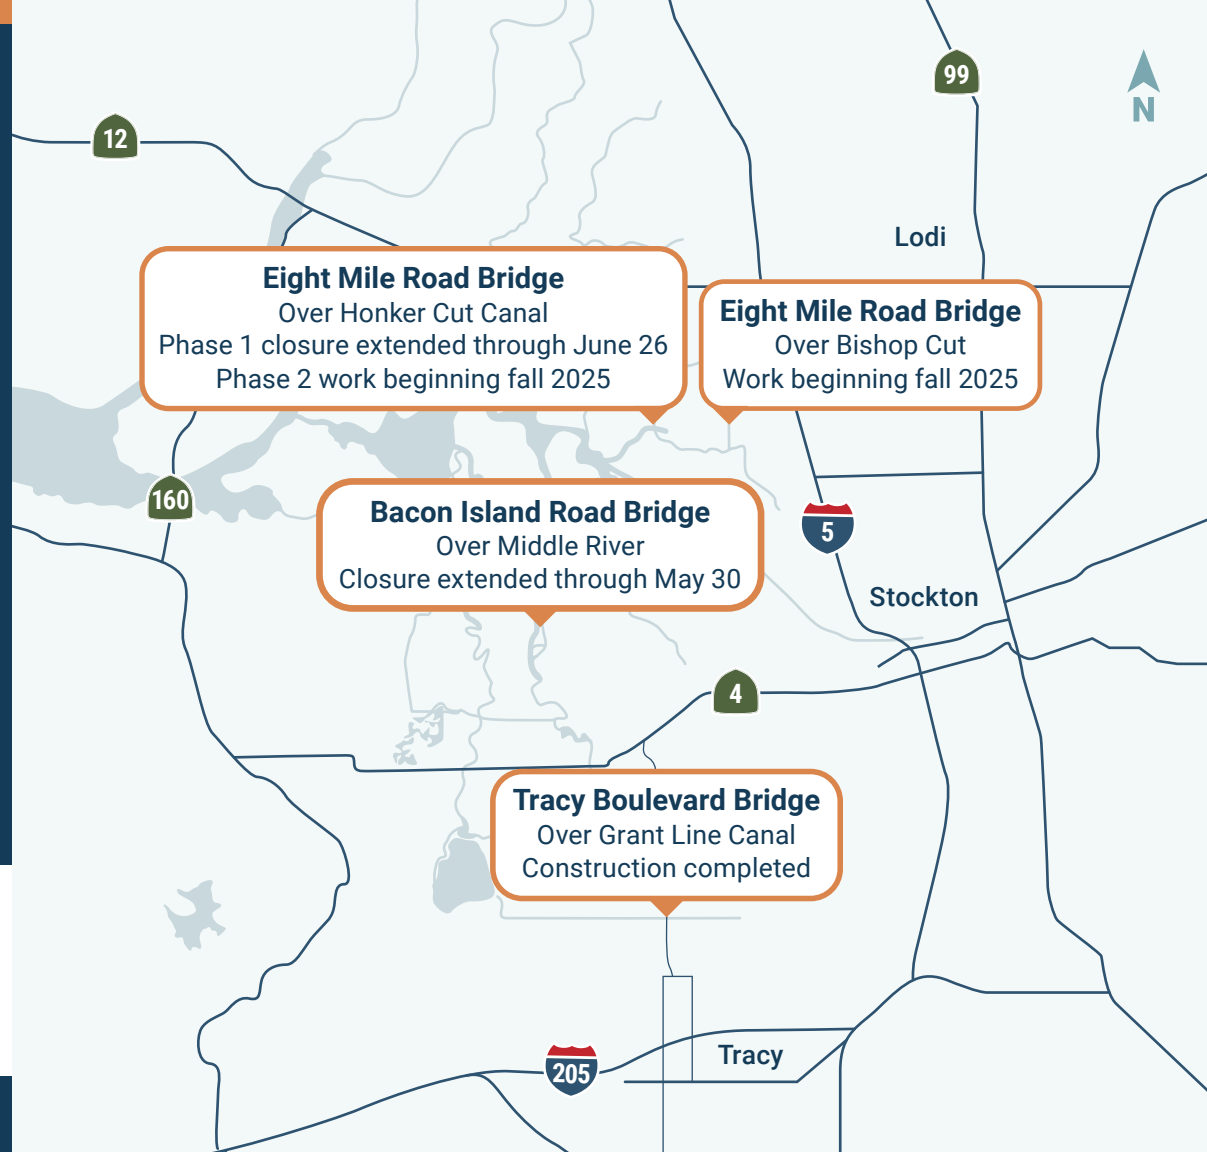 99
N
12
Lodi
Eight Mile Road Bridge
Over Honker Cut Canal
Phase 1 closure extended through June 26
Phase 2 work beginning fall 2025
Eight Mile Road Bridge
Over Bishop Cut
Work beginning fall 2025
160
Bacon Island Road Bridge
Over Middle River
Closure extended through May 30
5
Stockton
4
Tracy Boulevard Bridge
Over Grant Line Canal
Construction completed
Tracy
205